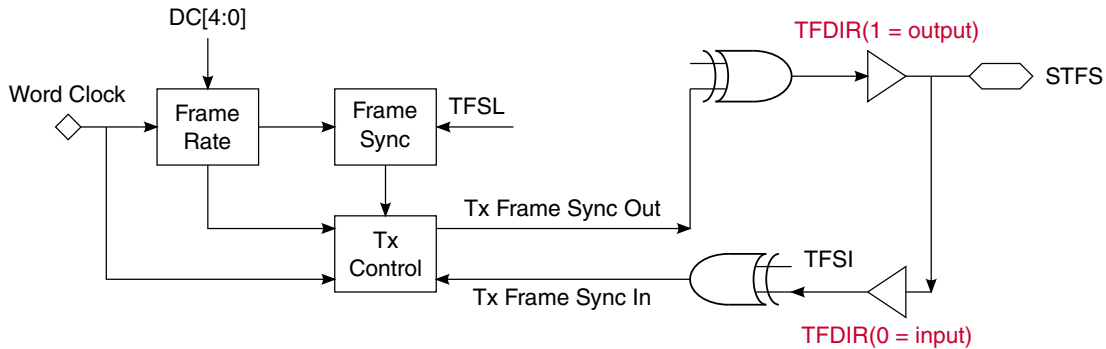 DC[4:0]
TFDIR(1 = output)
STFS
Word Clock
Frame
Rate
Frame
Sync
TFSL
Tx Frame Sync Out
Tx
Control
TFSI
Tx Frame Sync In
TFDIR(0 = input)